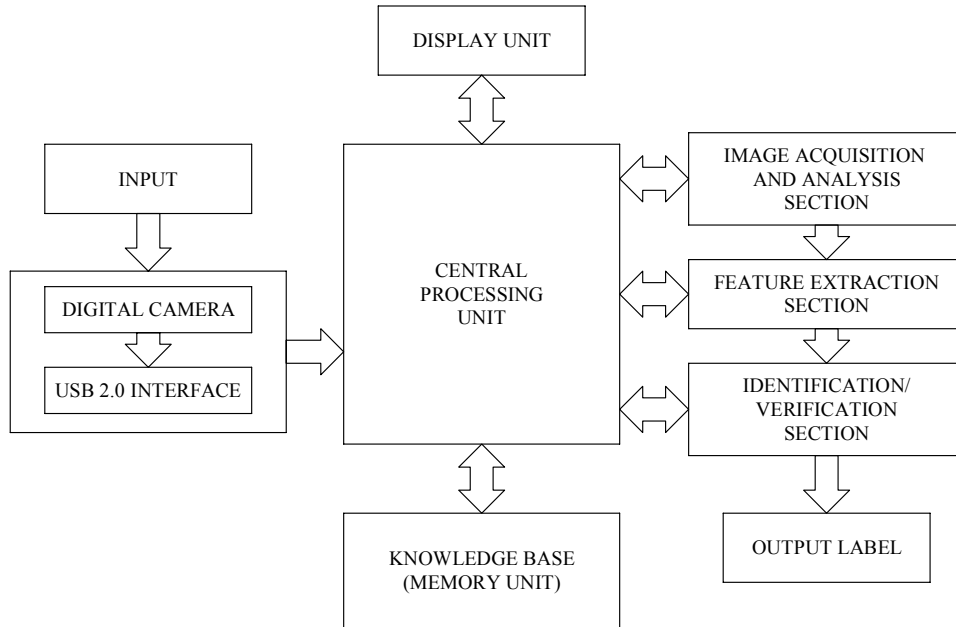 DISPLAY UNIT
INPUT
DIGITAL CAMERA
USB 2.0 INTERFACE
CENTRAL
PROCESSING
UNIT
KNOWLEDGE BASE
(MEMORY UNIT)
IMAGE ACQUISITION
AND ANALYSIS
SECTION
FEATURE EXTRACTION
SECTION
IDENTIFICATION/
VERIFICATION
SECTION
OUTPUT LABEL